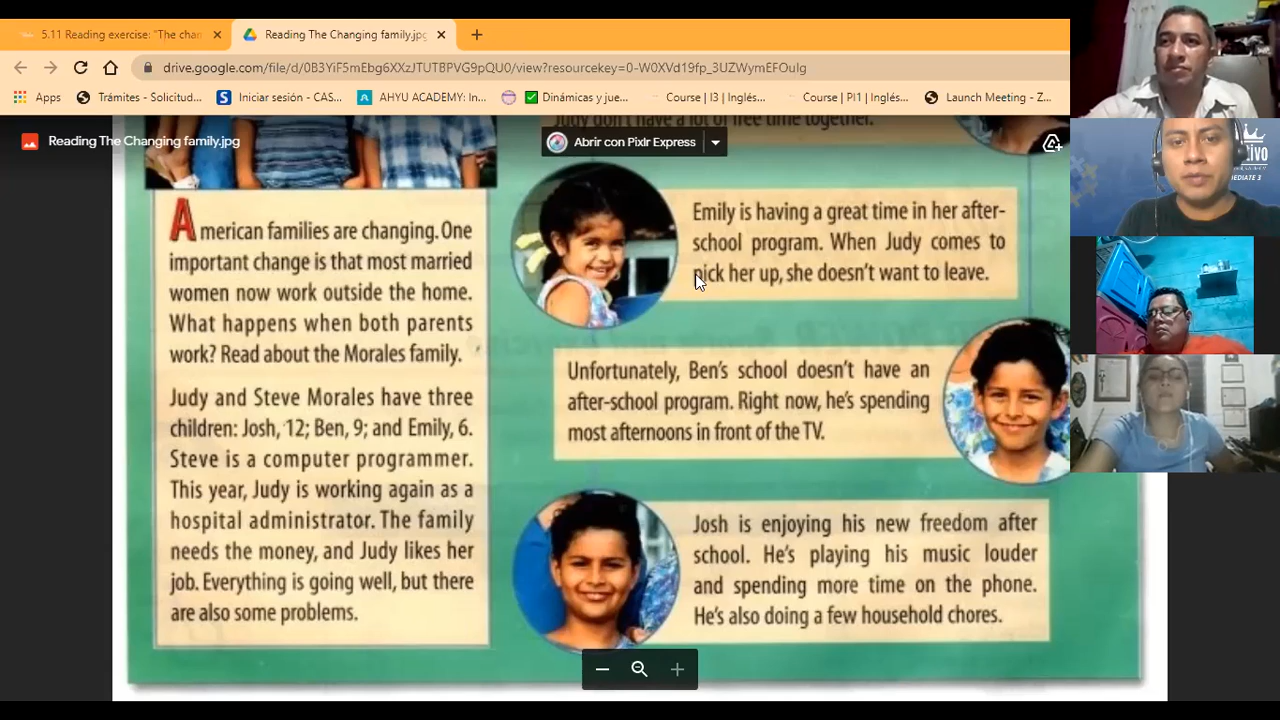 5.11 Reading exercise: "The chan
Reading The Changing family.jpg
drive.google.com/file/d/0B3YiF5mEbg6XXzJTUTBPVG9pQU0/view?resourcekey=0-W0XVd19fp_3UZWymEFOuIg
Apps
Trámites - Solicitud...
Iniciar sesión - CAS...
AHYU ACADEMY: In...
Dinámicas y jue...
Course | I3 | Inglés...
Course | PI1 | Inglés...
Launch Meeting - Z...
Reading The Changing family.jpg
Abrir con Pixlr Express
Judy don't have a lot of free time together.
American families are changing. One
important change is that most married
women now work outside the home.
What happens when both parents
work? Read about the Morales family.
Judy and Steve Morales have three
children: Josh, 12; Ben, 9; and Emily, 6.
Steve is a computer programmer.
This year, Judy is working again as a
hospital administrator. The family
needs the money, and Judy likes her
job. Everything is going well, but there
are also some problems.
Emily is having a great time in her after-
school program. When Judy comes to
pick her up, she doesn't want to leave.
Unfortunately, Ben's school doesn't have an
after-school program. Right now, he's spending
most afternoons in front of the TV.
Josh is enjoying his new freedom after
school. He's playing his music louder
and spending more time on the phone.
He's also doing a few household chores.